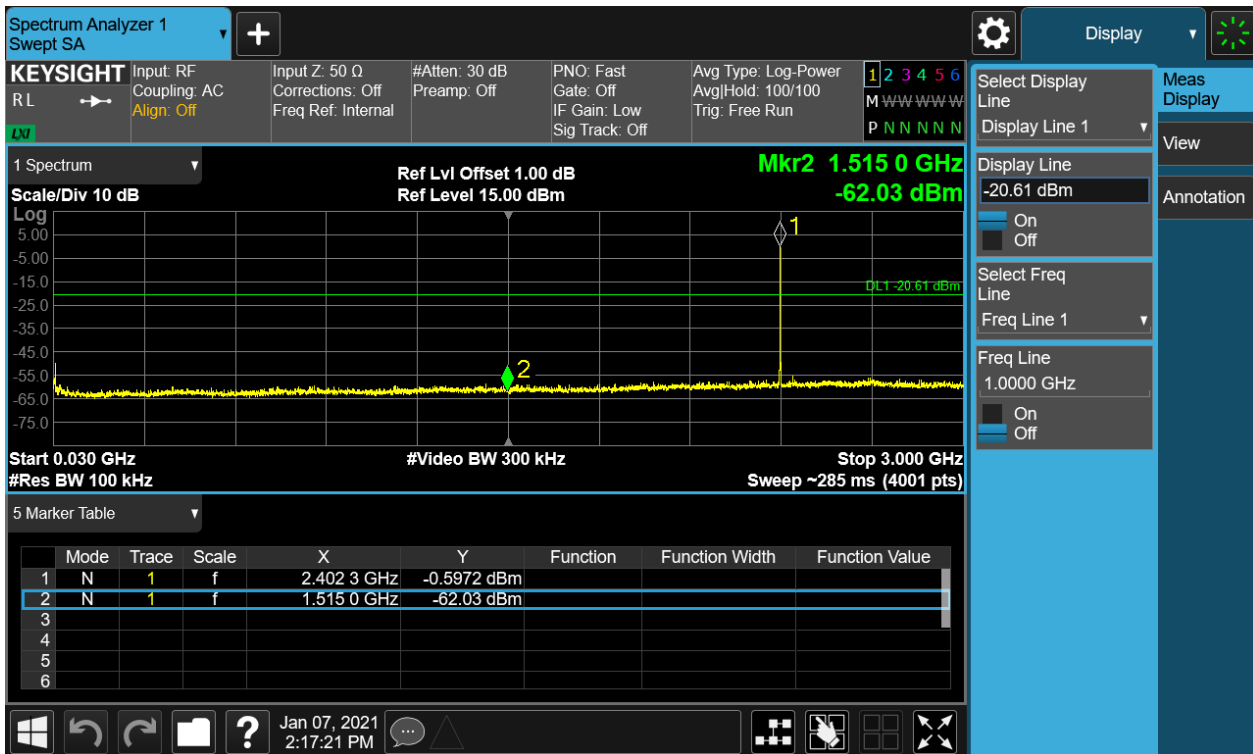 Spectrum Analyzer 1
Swept SA
+
Display
KEYSIGHT
R L
LXI
Input: RF
Coupling: AC
Align: Off
Input Z: 50 Ω
Corrections: Off
Freq Ref: Internal
#Atten: 30 dB
Preamp: Off
PNO: Fast
Gate: Off
IF Gain: Low
Sig Track: Off
Avg Type: Log-Power
Avg|Hold: 100/100
Trig: Free Run
1 2 3 4 5 6
M W W W W W
P N N N N N
1 Spectrum
Scale/Div 10 dB
Ref Lvl Offset 1.00 dB
Ref Level 15.00 dBm
Mkr2 1.515 0 GHz
-62.03 dBm
Log
5.00
-5.00
-15.0
-25.0
-35.0
-45.0
-55.0
-65.0
-75.0
1
DL1 -20.61 dBm
2
Start 0.030 GHz
#Video BW 300 kHz
Stop 3.000 GHz
#Res BW 100 kHz
Sweep ~285 ms (4001 pts)
5 Marker Table
Mode Trace Scale X Y Function Function Width Function Value
1 N 1 f 2.402 3 GHz -0.5972 dBm
2 N 1 f 1.515 0 GHz -62.03 dBm
3
4
5
6
?
Jan 07, 2021
2:17:21 PM
Select Display
Line
Display Line 1
Display Line
-20.61 dBm
On
Off
Select Freq
Line
Freq Line 1
Freq Line
1.0000 GHz
On
Off
Meas
Display
View
Annotation